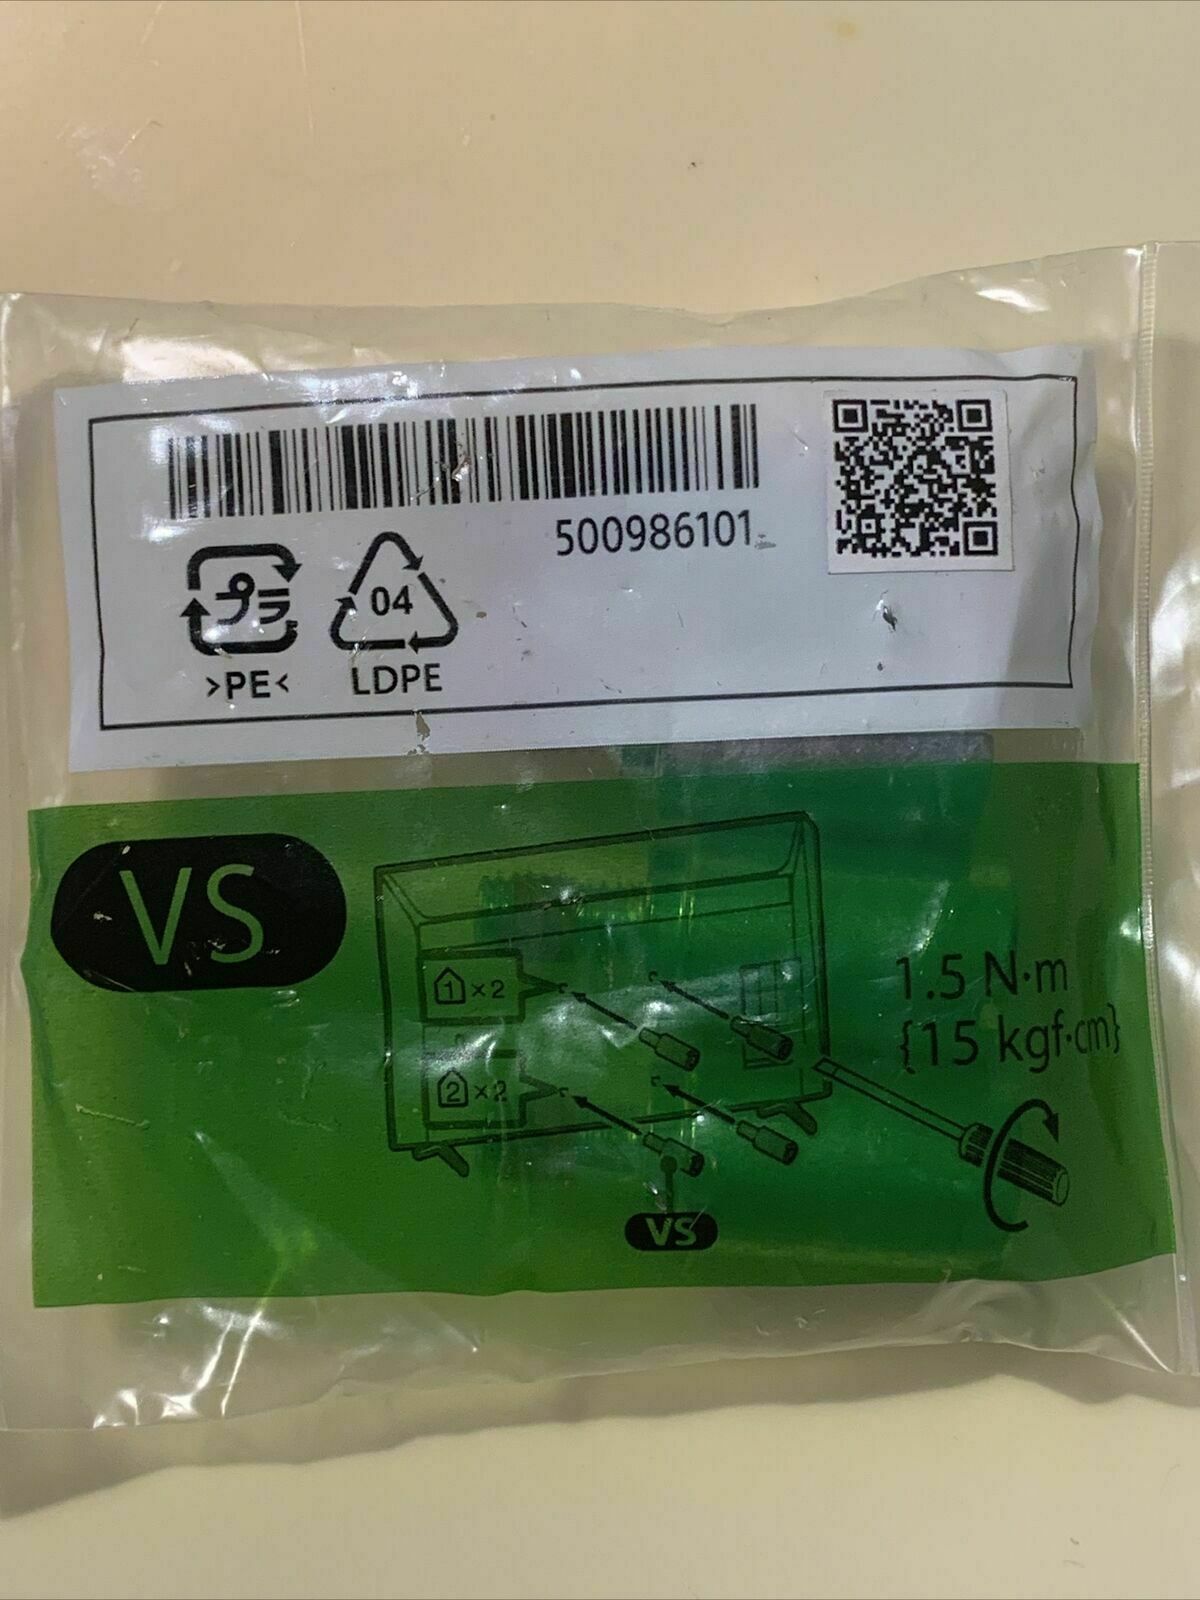 500986101
プラ
04
>PE<
LDPE
VS
1 ×2
2 ×2
1.5 N·m
{15 kgf·cm}
VS